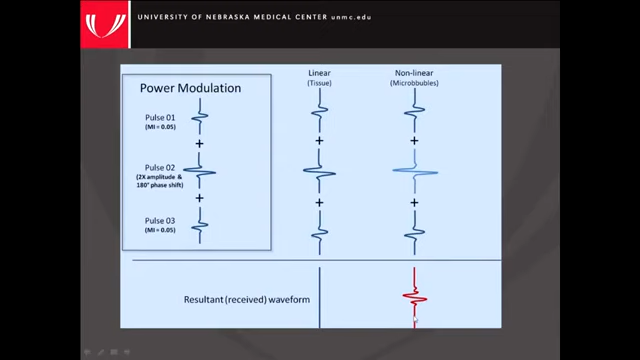 UNIVERSITY OF NEBRASKA MEDICAL CENTER unmc.edu
Power Modulation
Linear
(Tissue)
Non-linear
(Microbbubles)
Pulse 01
(MI = 0.05)
+
+
+
Pulse 02
(2X amplitude &
180° phase shift)
+
+
+
Pulse 03
(MI = 0.05)
Resultant (received) waveform